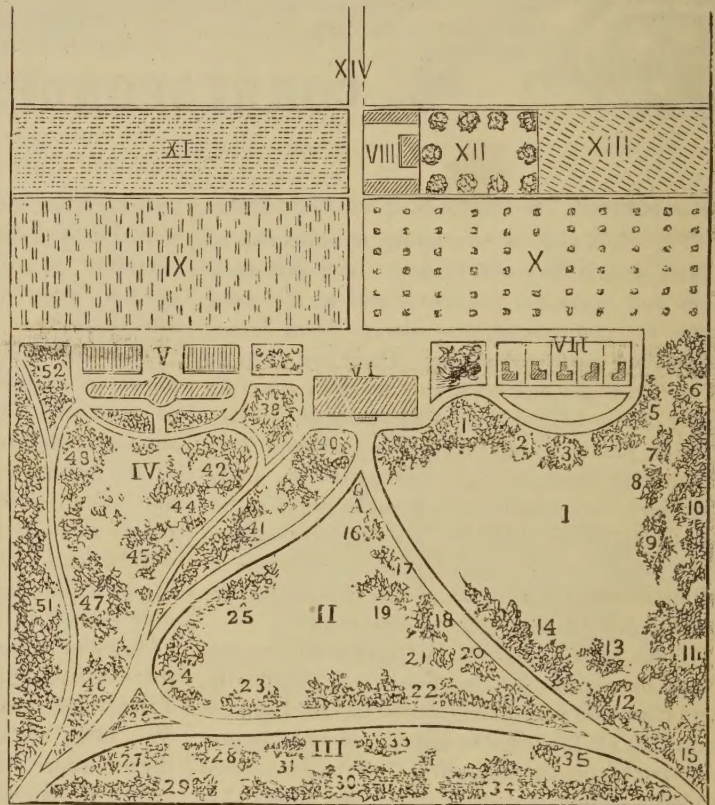 XIV
XI VIII XII XIII
IX X
V VI VII
52 38 1 2 3 5 6
43 42 40 7
IV 44 8
41 A I 10
45 16 9
17
51 47 25 II 19 18 14 13 11
21 20
24
46 23 22 12
26
27 28 III 33 35 15
31
29 30 34